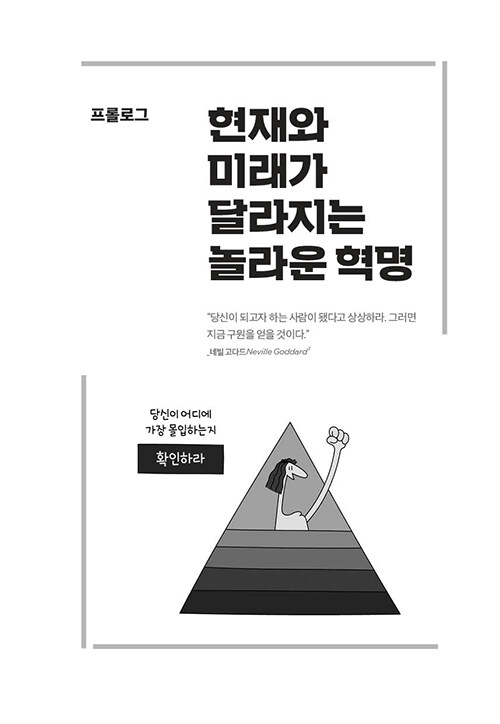 프롤로그
현재와
미래가
달라지는
놀라운 혁명
"당신이 되고자 하는 사람이 됐다고 상상하라. 그러면
지금 구원을 얻을 것이다."
_네빌 고다드Neville Goddard¹
당신이 어디에
가장 몰입하는지
확인하라